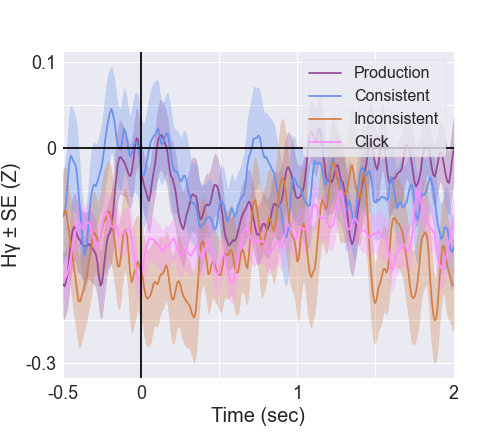 Production
Consistent
Inconsistent
Click
0.1
0
-0.3
Hγ ± SE (Z)
-0.5
0
1
2
Time (sec)